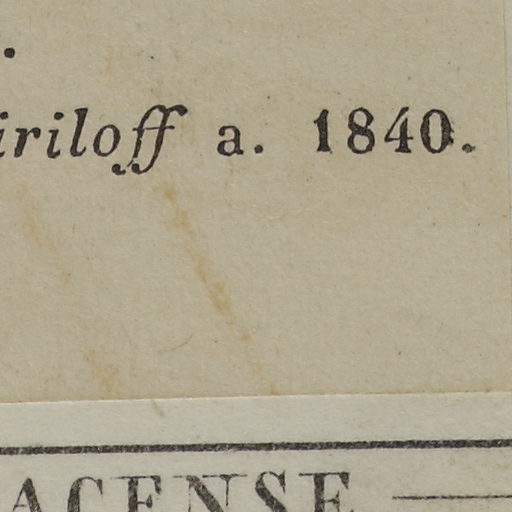 .
iriloff a. 1840.
ACENSE